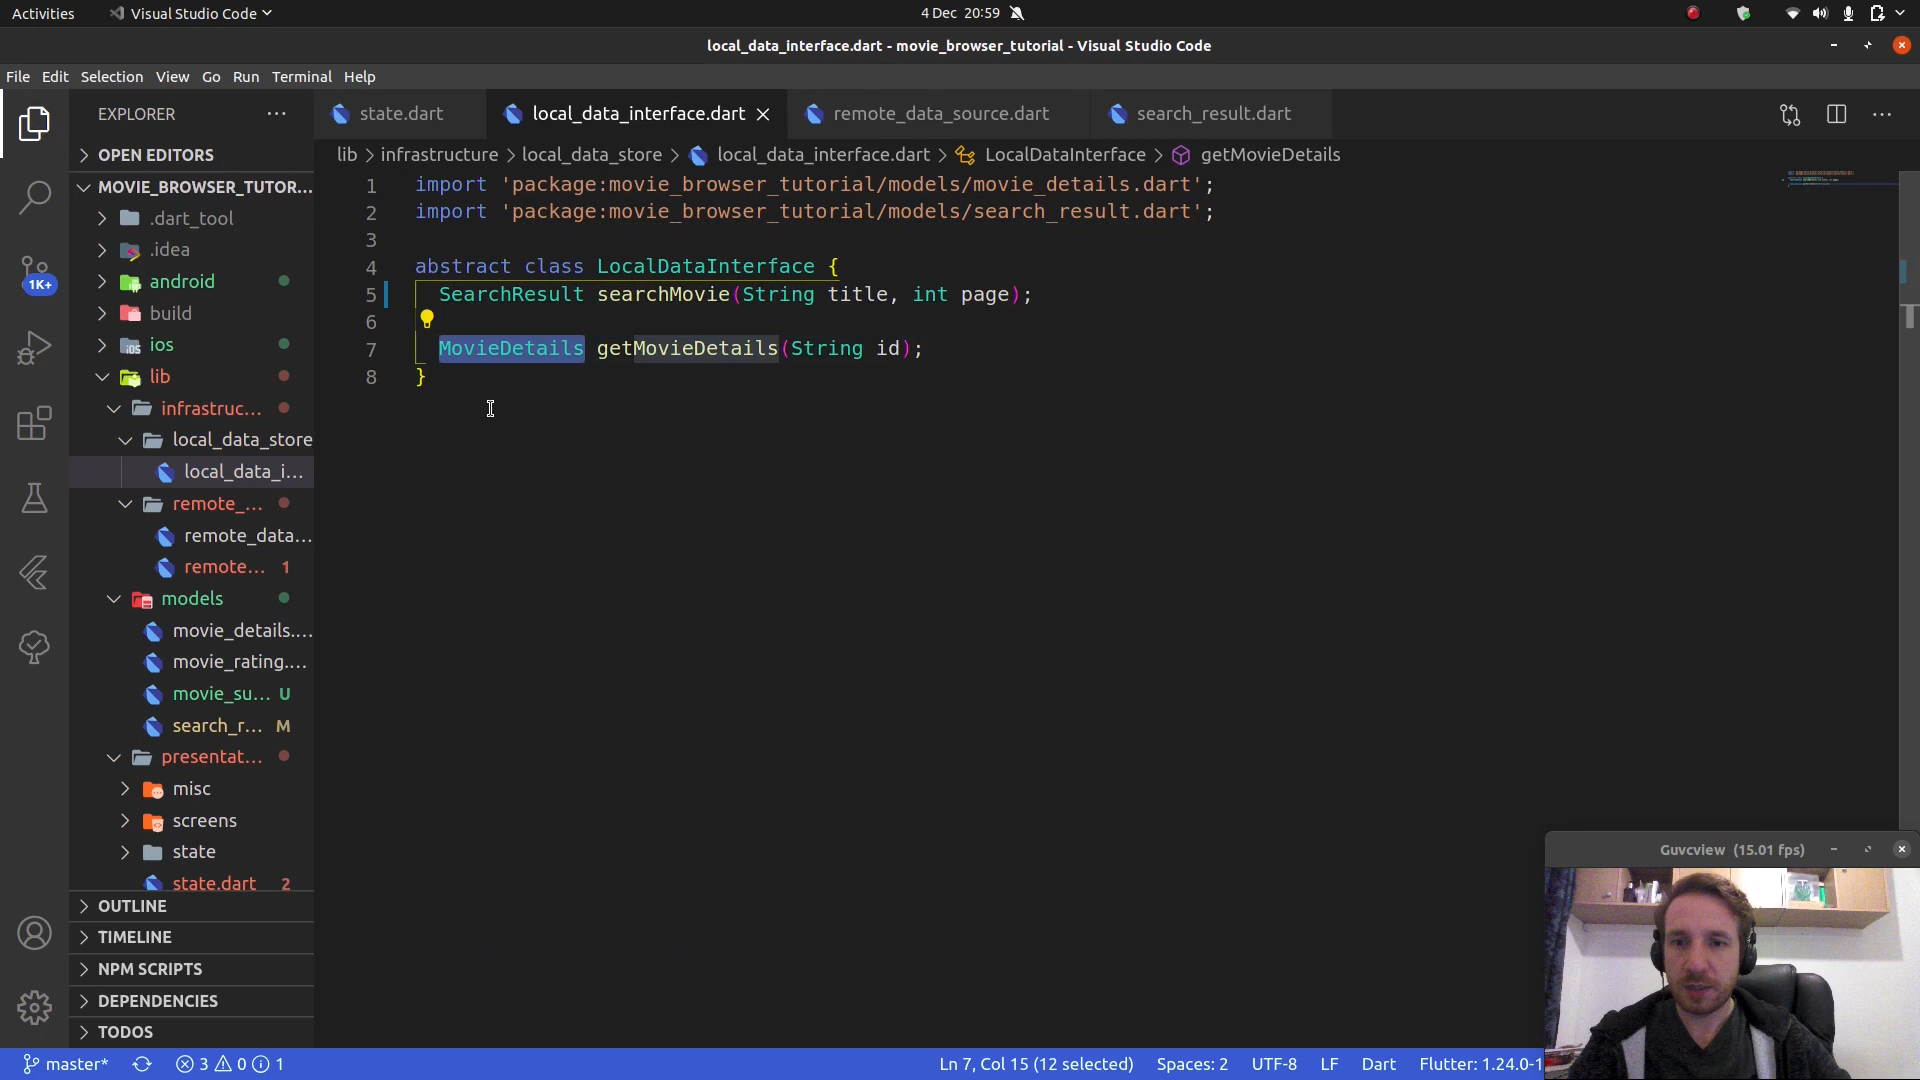 Activities
Visual Studio Code
4 Dec 20:59
local_data_interface.dart - movie_browser_tutorial - Visual Studio Code
File Edit Selection View Go Run Terminal Help
EXPLORER
state.dart
local_data_interface.dart
remote_data_source.dart
search_result.dart
OPEN EDITORS
lib > infrastructure > local_data_store > local_data_interface.dart > LocalDataInterface > getMovieDetails
MOVIE_BROWSER_TUTOR...
.dart_tool
.idea
android
build
ios
lib
infrastruc...
local_data_store
local_data_i...
remote_...
remote_data...
remote... 1
models
movie_details....
movie_rating....
movie_su... U
search_r... M
presentat...
misc
screens
state
state.dart 2
OUTLINE
TIMELINE
NPM SCRIPTS
DEPENDENCIES
TODOS
1K+
1 import 'package:movie_browser_tutorial/models/movie_details.dart';
2 import 'package:movie_browser_tutorial/models/search_result.dart';
3
4 abstract class LocalDataInterface {
5 SearchResult searchMovie(String title, int page);
6
7 MovieDetails getMovieDetails(String id);
8 }
Guvcview (15.01 fps)
master* 3 0 1
Ln 7, Col 15 (12 selected) Spaces: 2 UTF-8 LF Dart Flutter: 1.24.0-1